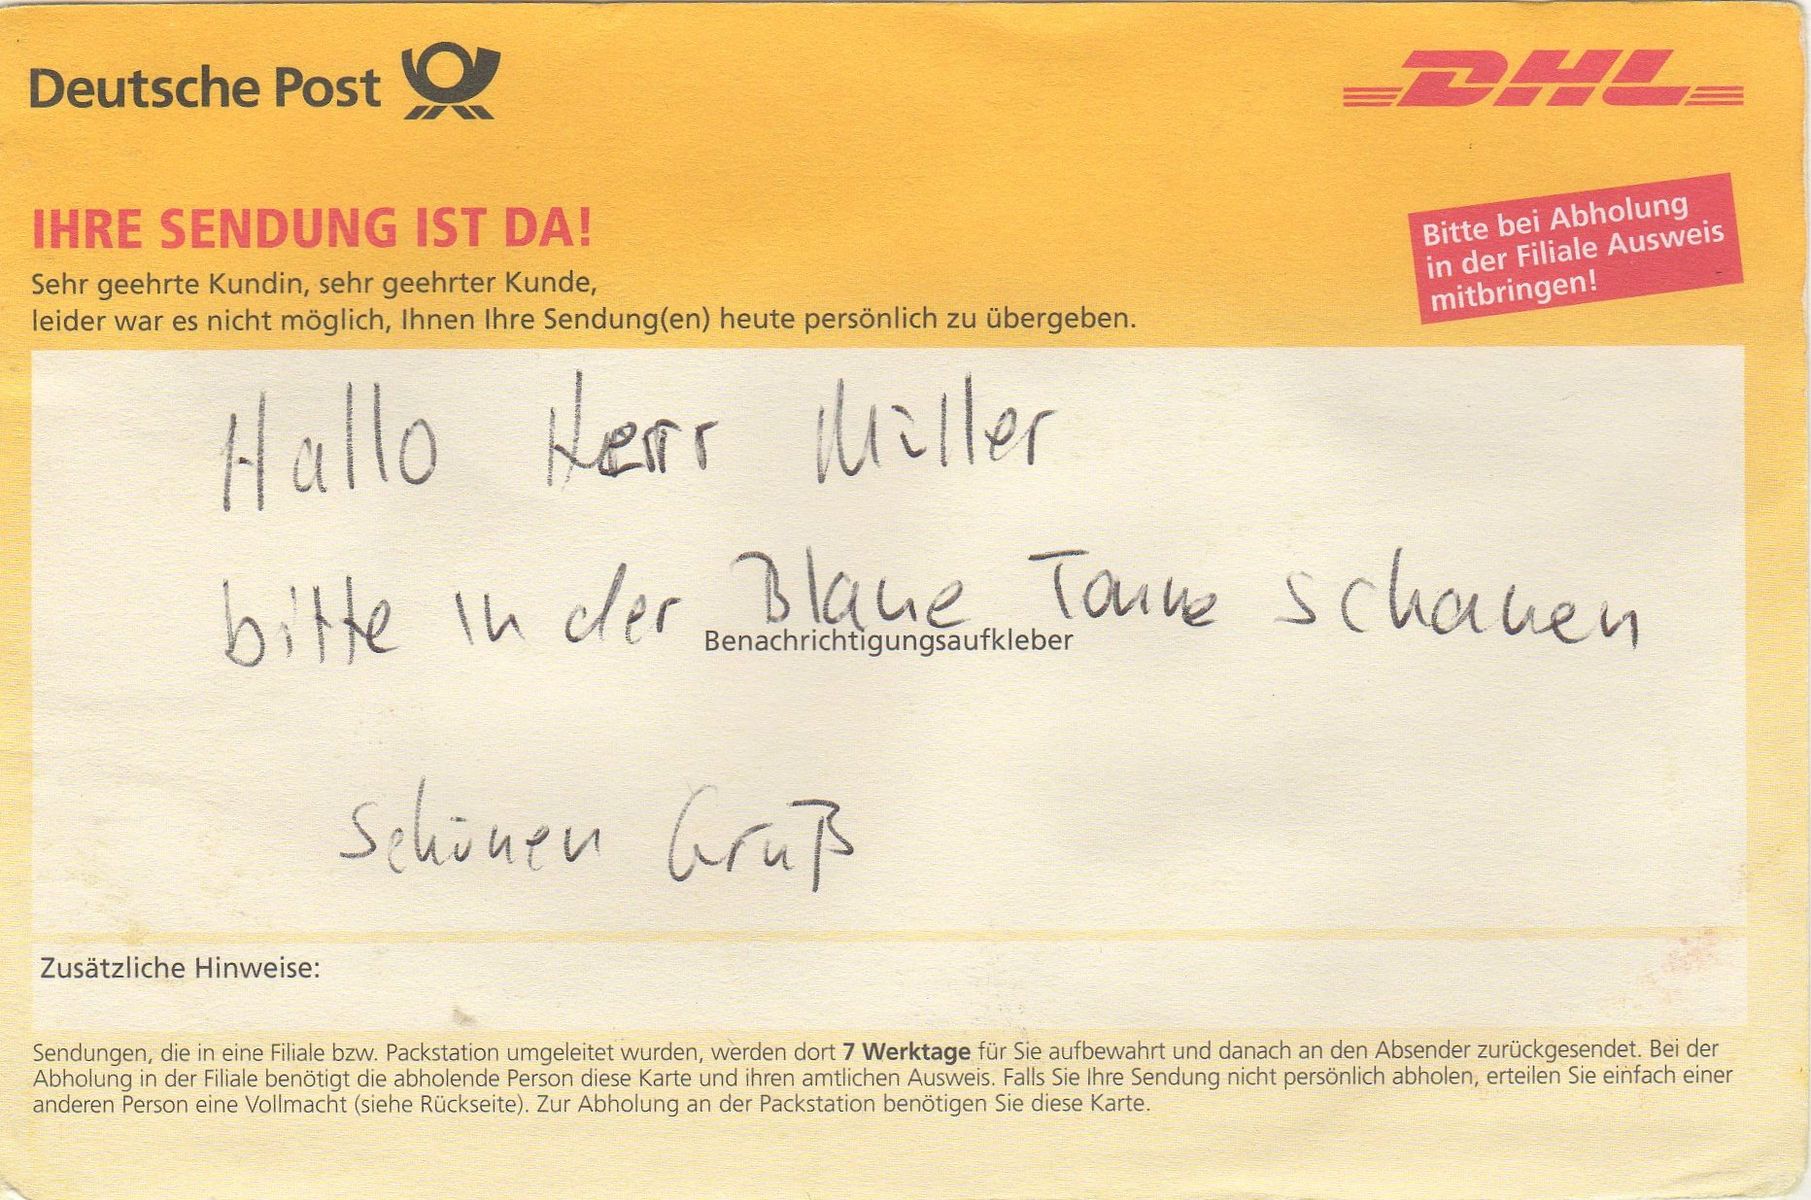 Deutsche Post
DHL
IHRE SENDUNG IST DA!
Sehr geehrte Kundin, sehr geehrter Kunde,
leider war es nicht möglich, Ihnen Ihre Sendung(en) heute persönlich zu übergeben.
Bitte bei Abholung
in der Filiale Ausweis
mitbringen!
Hallo Herr Miller
bitte in der Blaue Tonne schauen
Benachrichtigungsaufkleber
Schönen Gruß
Zusätzliche Hinweise:
Sendungen, die in eine Filiale bzw. Packstation umgeleitet wurden, werden dort 7 Werktage für Sie aufbewahrt und danach an den Absender zurückgesendet. Bei der
Abholung in der Filiale benötigt die abholende Person diese Karte und ihren amtlichen Ausweis. Falls Sie Ihre Sendung nicht persönlich abholen, erteilen Sie einfach einer
anderen Person eine Vollmacht (siehe Rückseite). Zur Abholung an der Packstation benötigen Sie diese Karte.